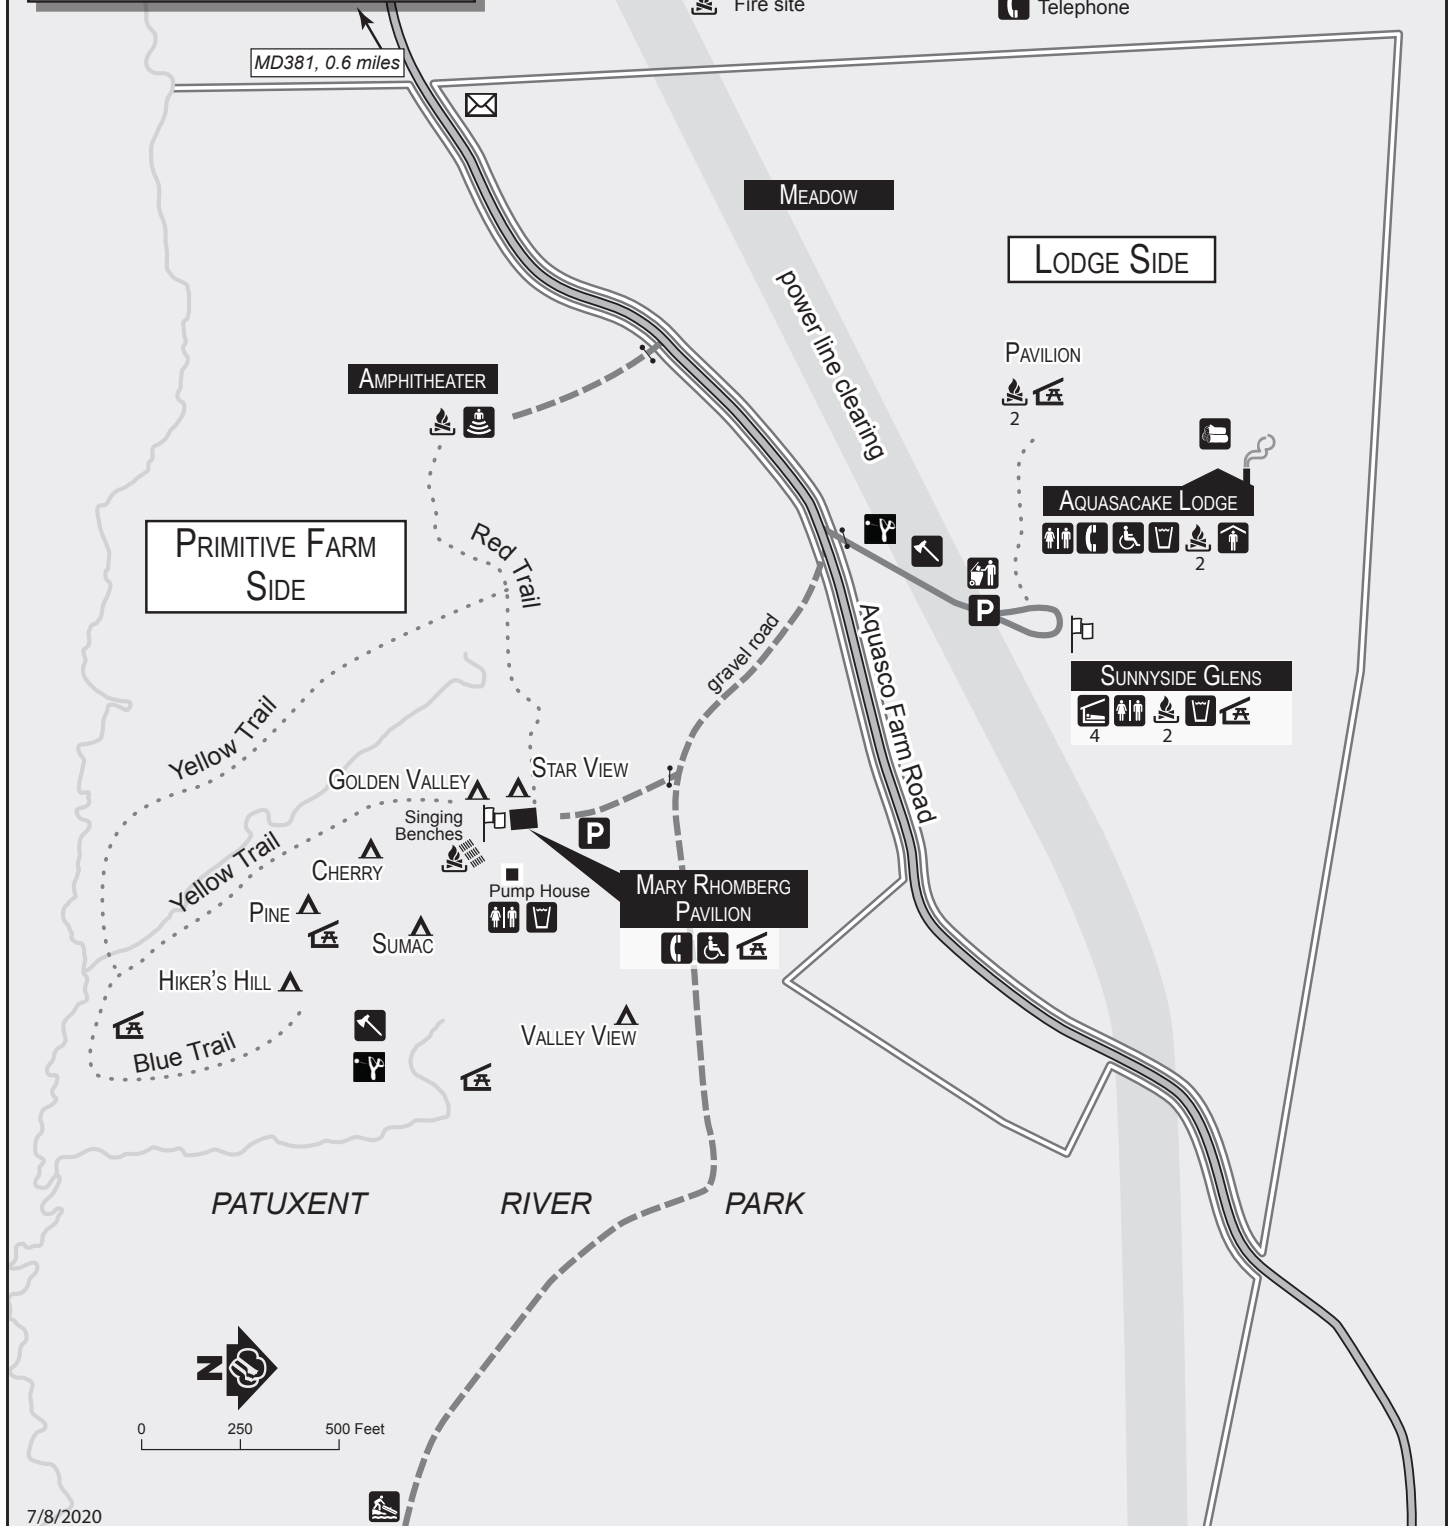 Fire site
Telephone
MD381, 0.6 miles
MEADOW
LODGE SIDE
power line clearing
PAVILION
2
AMPHITHEATER
AQUASACAKE LODGE
2
PRIMITIVE FARM
SIDE
Red Trail
P
gravel road
Aquasco Farm Road
SUNNYSIDE GLENS
4
2
Yellow Trail
GOLDEN VALLEY
STAR VIEW
Singing
Benches
P
Yellow Trail
CHERRY
Pump House
MARY RHOMBERG
PAVILION
PINE
SUMAC
HIKER'S HILL
Blue Trail
VALLEY VIEW
PATUXENT RIVER PARK
N
0 250 500 Feet
7/8/2020